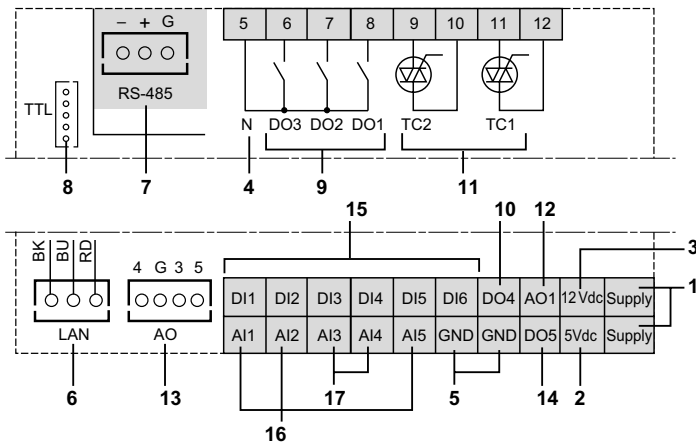 – + G
5 6 7 8 9 10 11 12
RS-485
TTL
N DO3 DO2 DO1 TC2 TC1
8 7 4 9 11
15 10 12
3
BK BU RD
4 G 3 5
1
DI1 DI2 DI3 DI4 DI5 DI6 DO4 AO1 12 Vdc Supply
AI1 AI2 AI3 AI4 AI5 GND GND DO5 5Vdc Supply
LAN AO
6 13 17 5 14 2
16